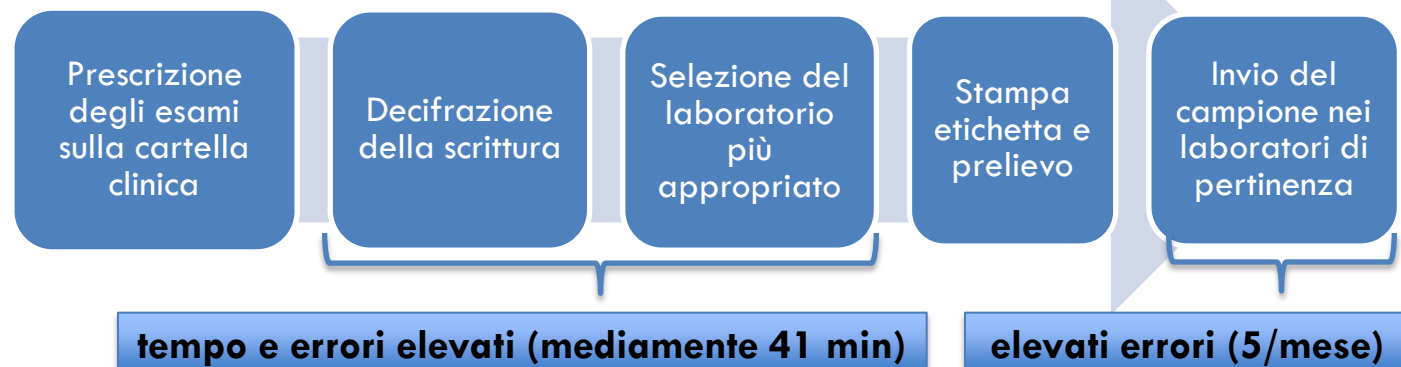 Prescrizione
degli esami
sulla cartella
clinica
Decifrazione
della scrittura
Selezione del
laboratorio
più
appropriato
Stampa
etichetta e
prelievo
Invio del
campione nei
laboratori di
pertinenza
tempo e errori elevati (mediamente 41 min)
elevati errori (5/mese)